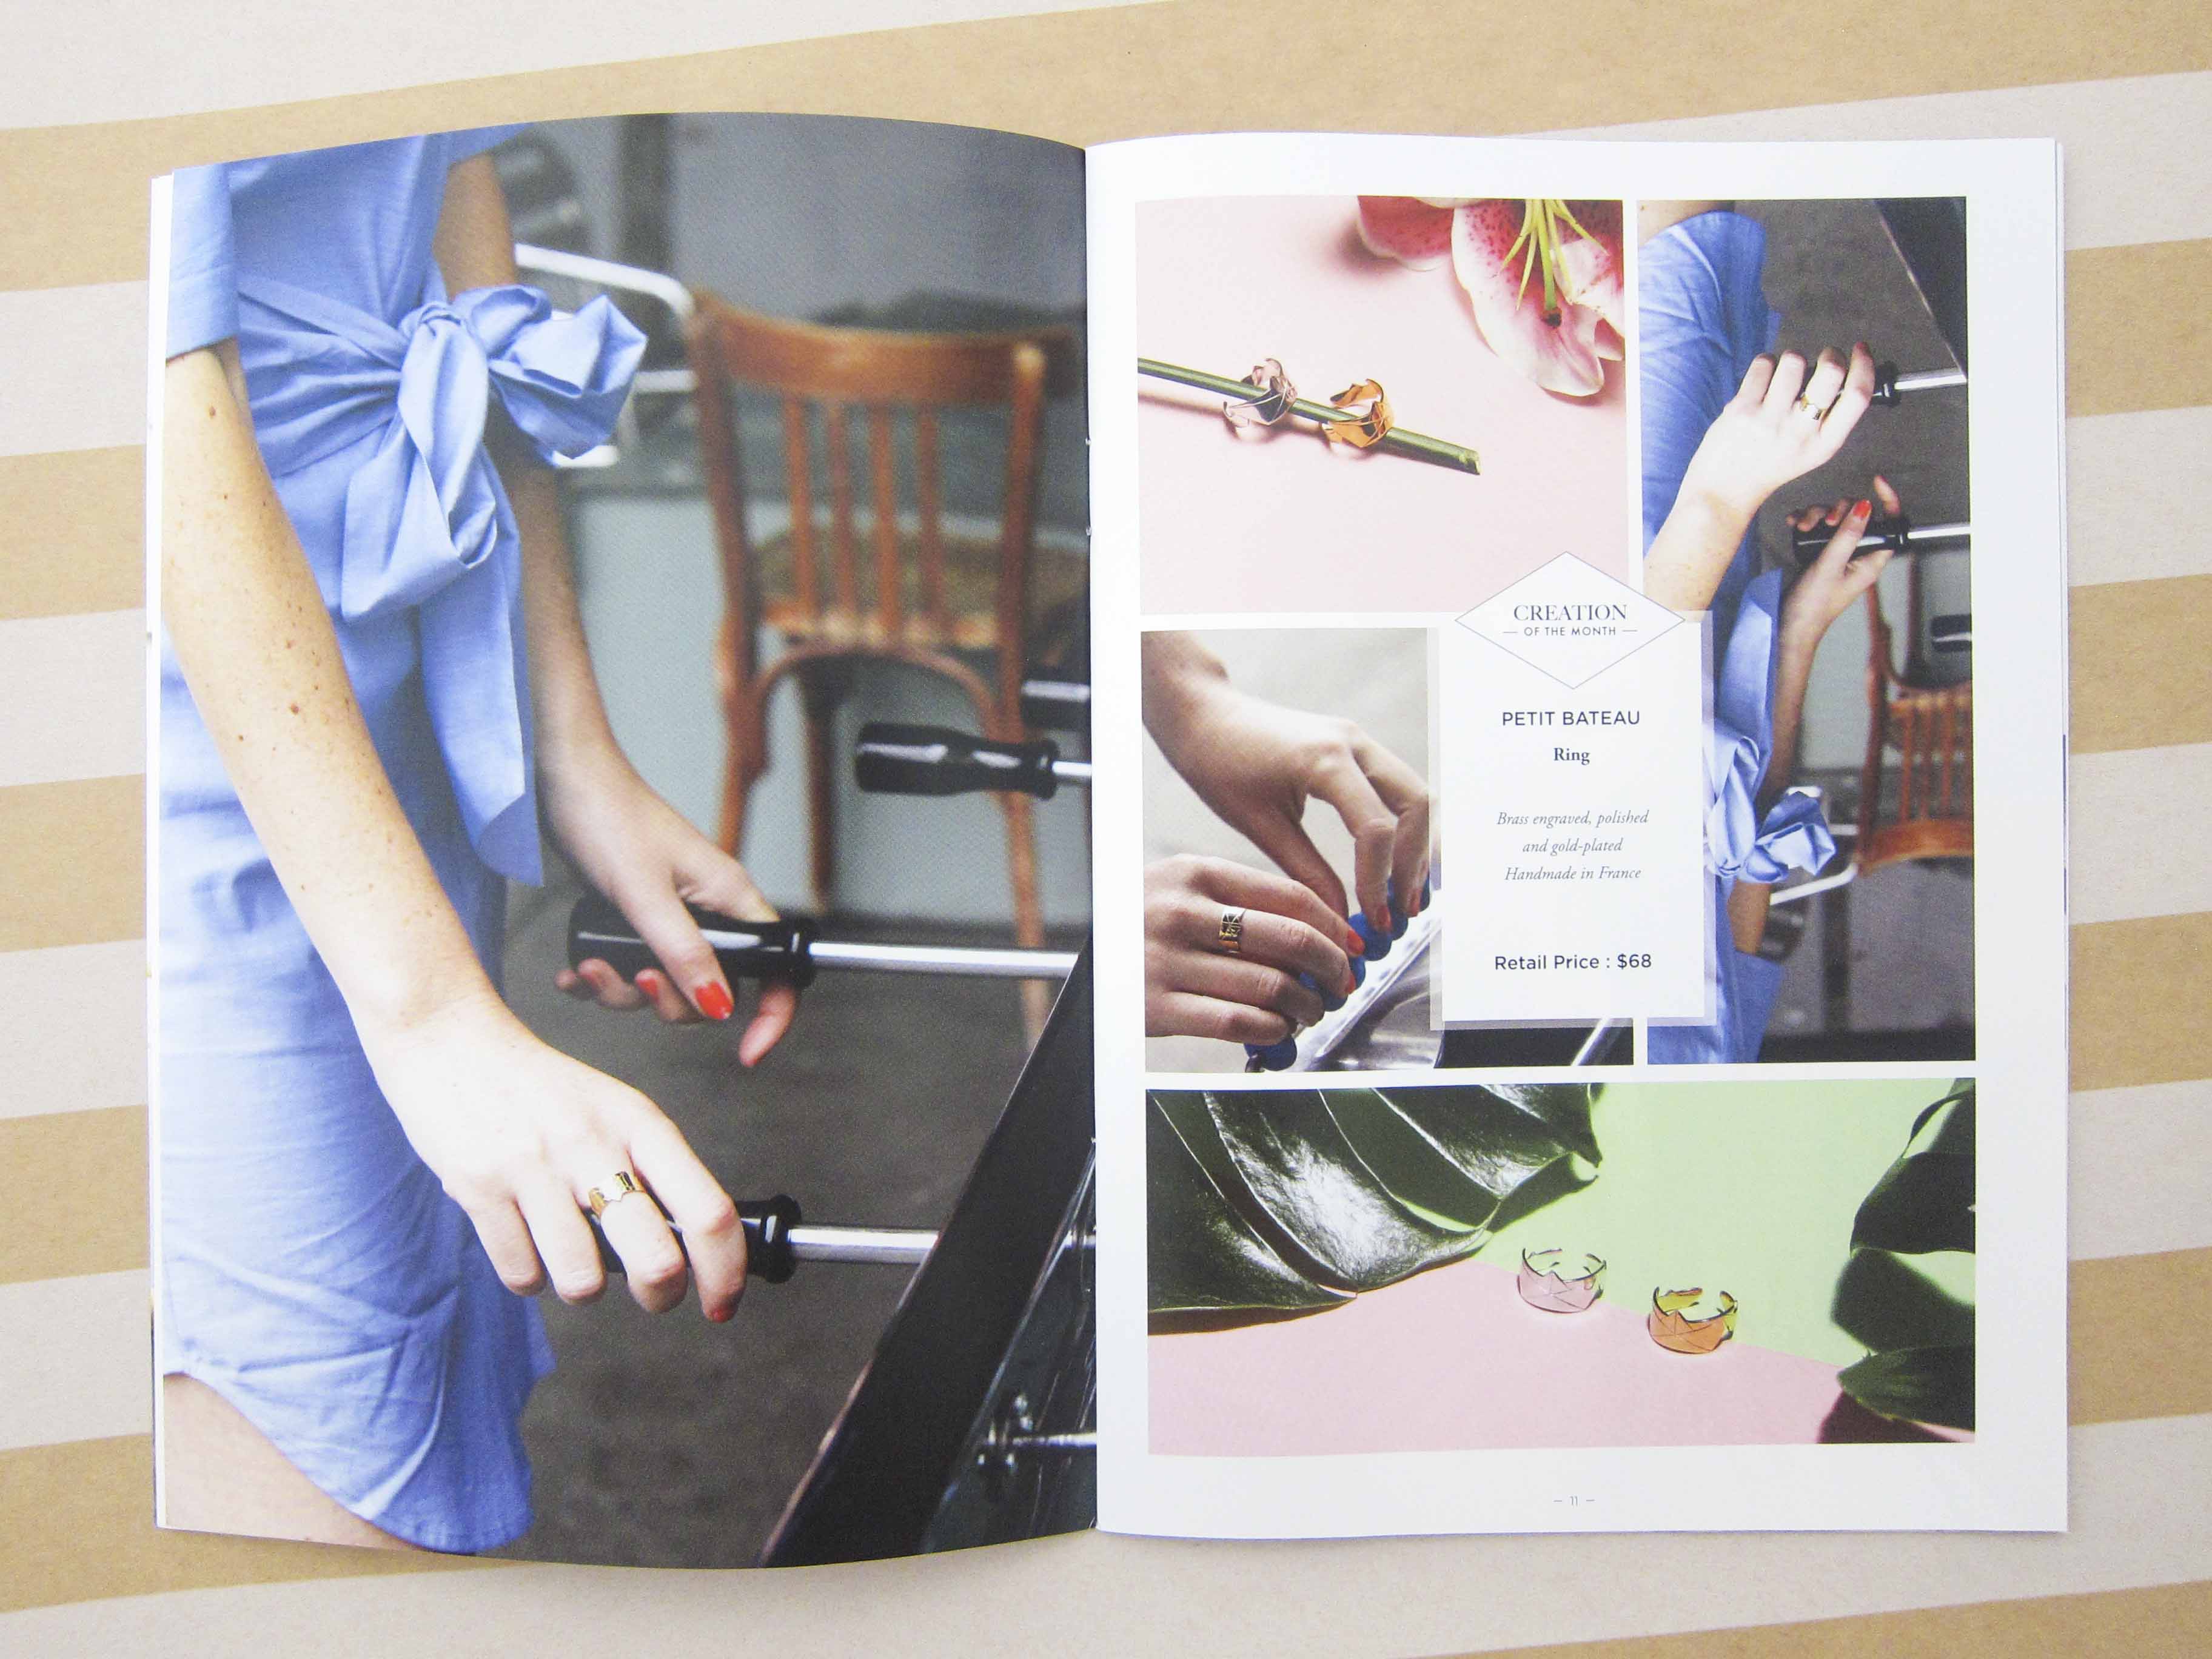 CREATION
— OF THE MONTH —
PETIT BATEAU
Ring
Brass engraved, polished
and gold-plated
Handmade in France
Retail Price : $68
— 11 —